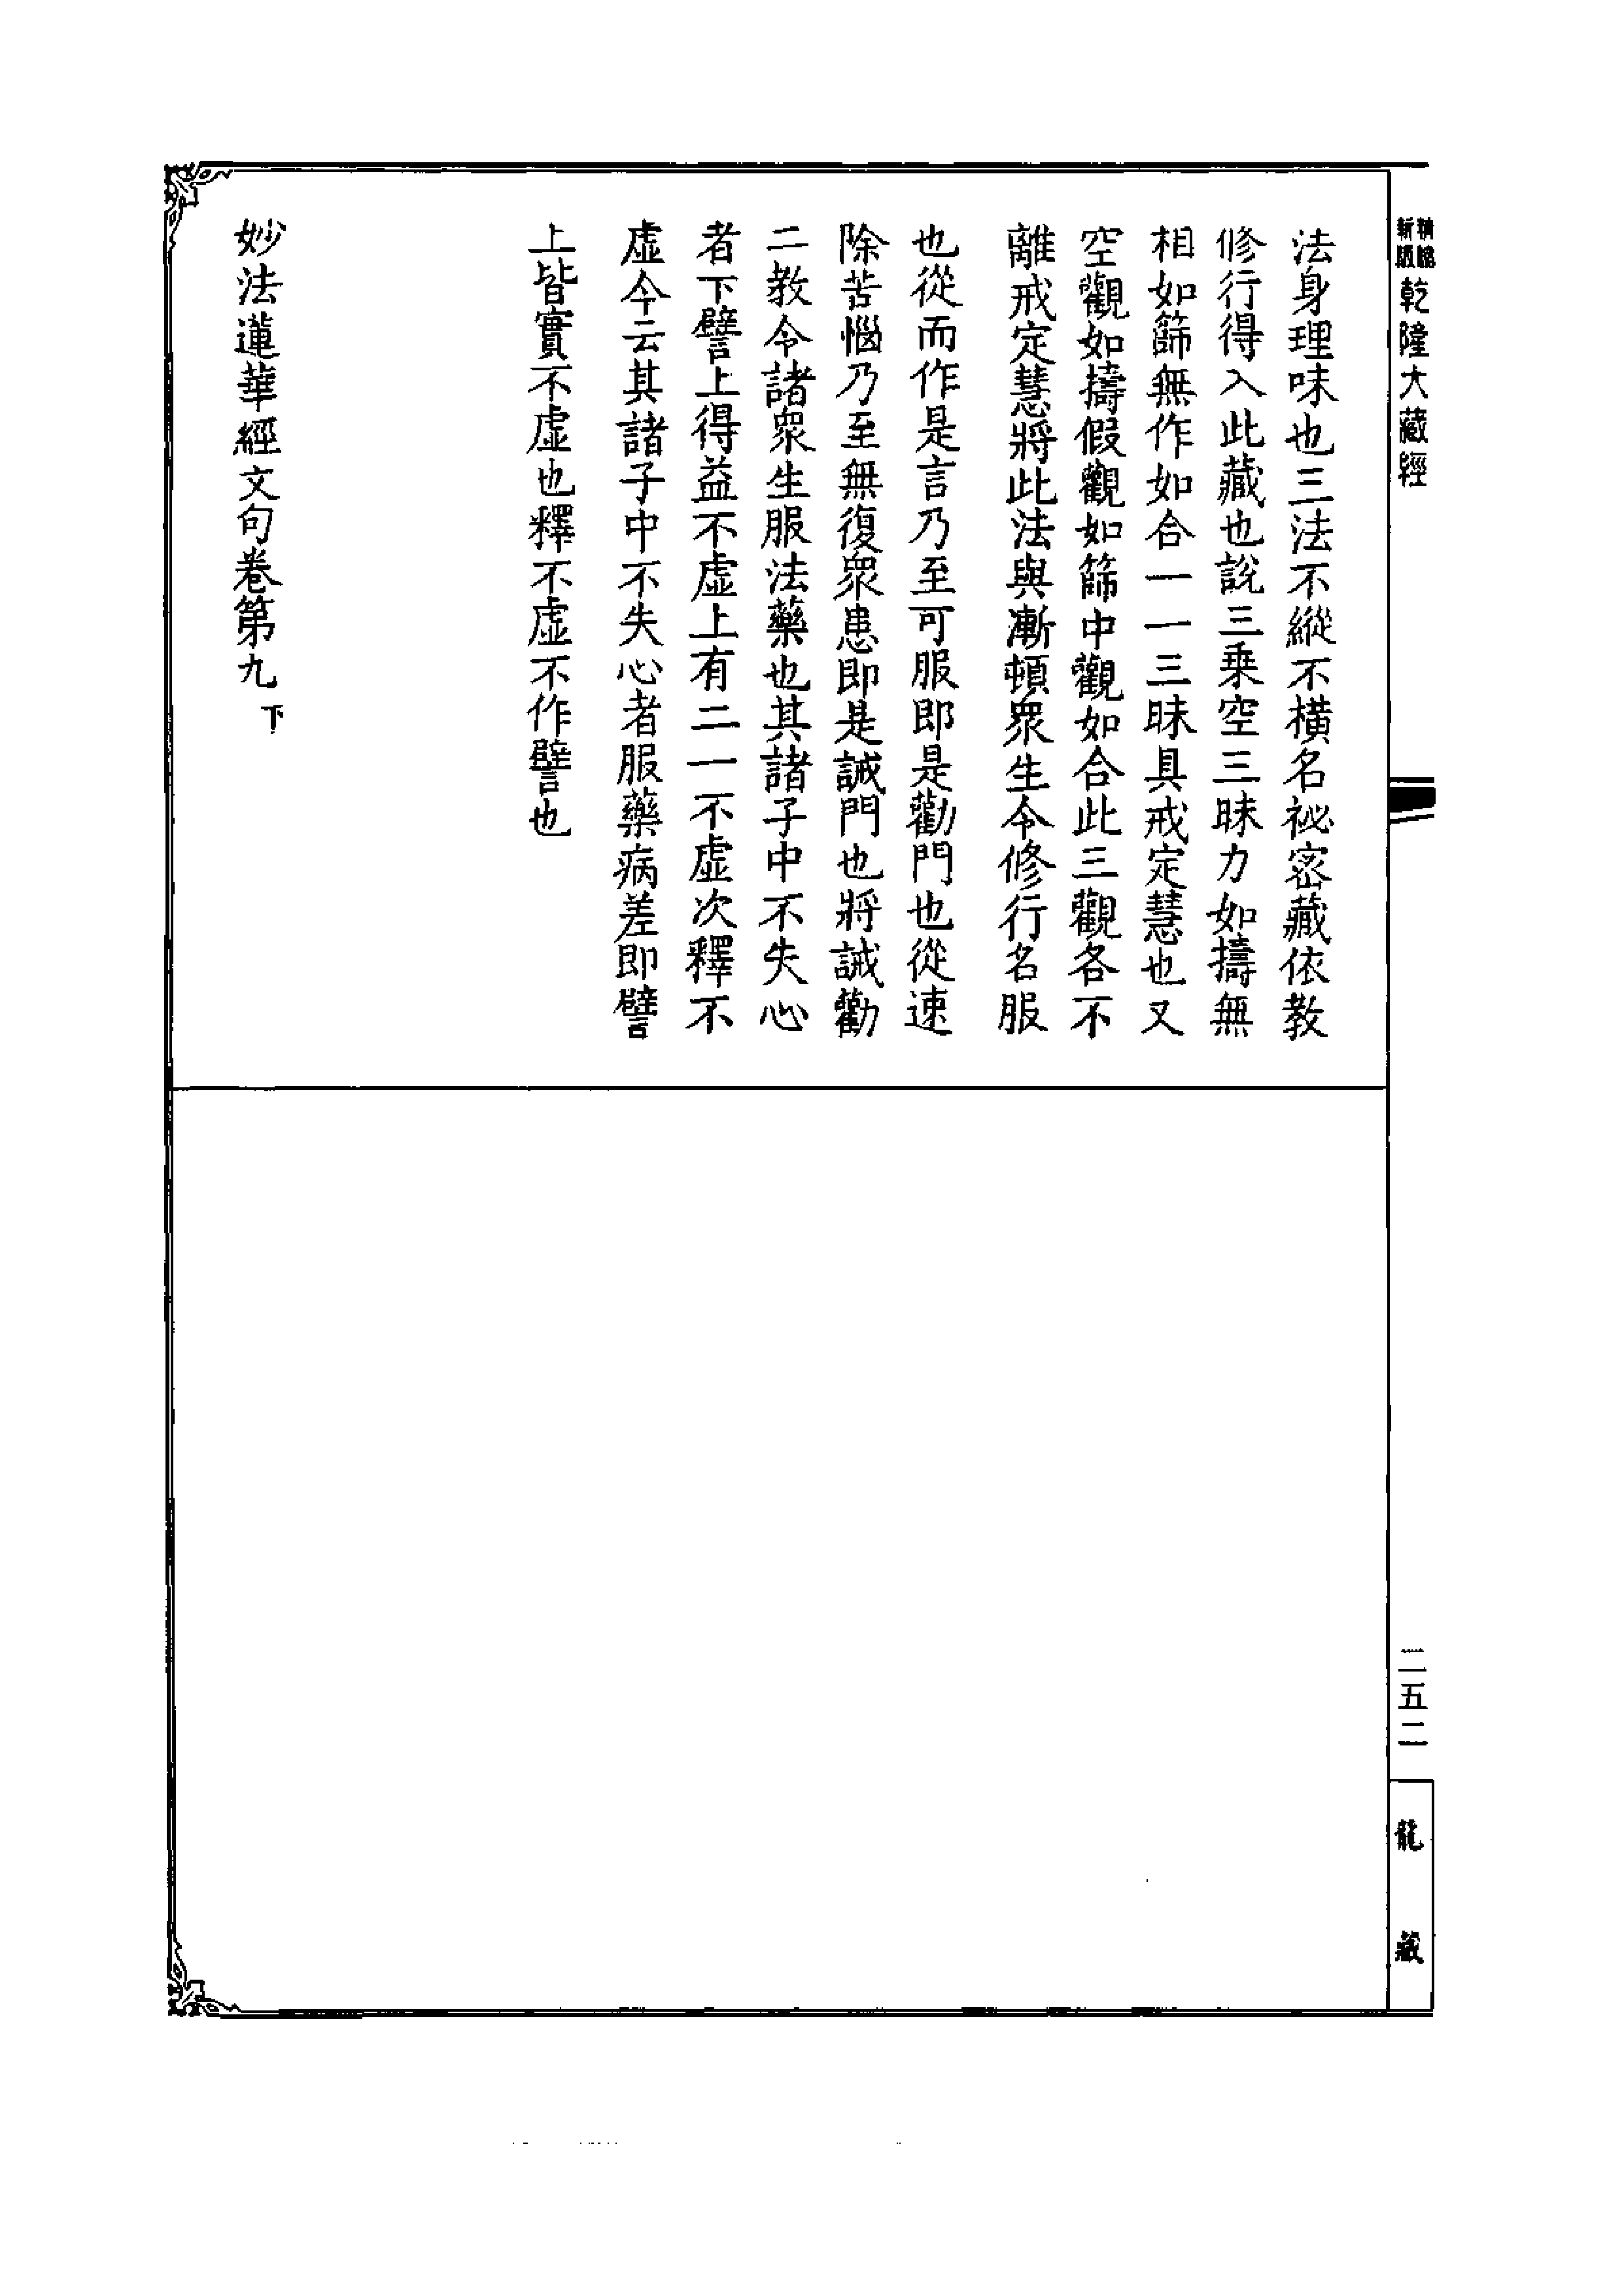 新版
乾隆大藏經
法身理味也三法不縱不橫名祕密藏依教
修行得入此藏也說三乘空三昧力如擣無
相如篩無作如合一一三昧具戒定慧也又
空觀如擣假觀如篩中觀如合此三觀各不
離戒定慧將此法與漸頓眾生令修行名服
也從而作是言乃至可服即是勸門也從速
除苦惱乃至無復眾患即是誡門也將誡勸
二教令諸眾生服法藥也其諸子中不失心
者下譬上得益不虛上有二一不虛次釋不
虛今云其諸子中不失心者服藥病差即譬
上皆實不虛也釋不虛不作譬也
妙法蓮華經文句卷第九下
二五二
龍藏